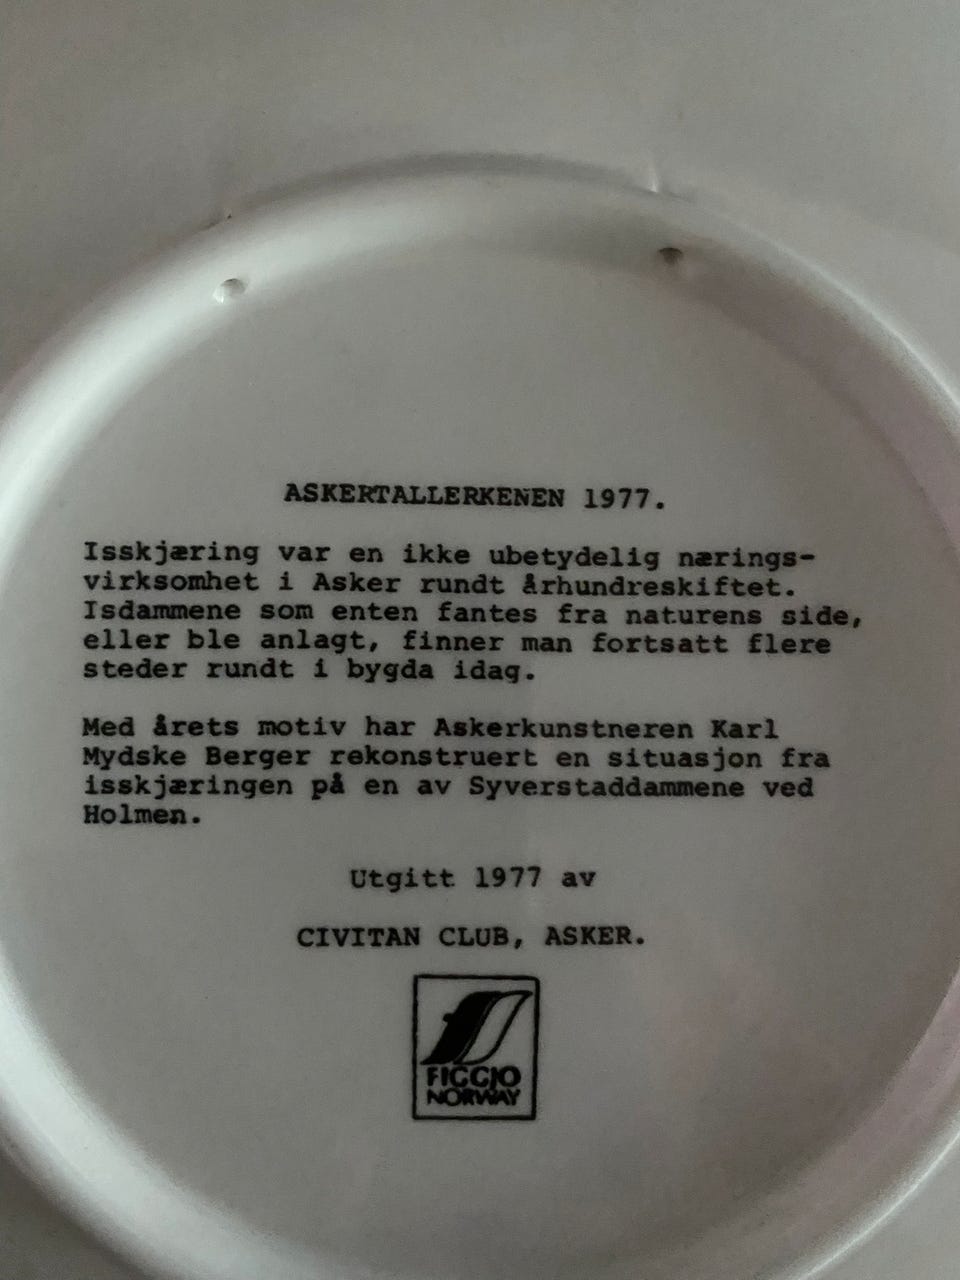 ASKERTALLERKENEN 1977.
Isskjæring var en ikke ubetydelig nærings-
virksomhet i Asker rundt århundreskiftet.
Isdammene som enten fantes fra naturens side,
eller ble anlagt, finner man fortsatt flere
steder rundt i bygda idag.
Med årets motiv har Askerkunstneren Karl
Mydske Berger rekonstruert en situasjon fra
isskjæringen på en av Syverstaddammene ved
Holmen.
Utgitt 1977 av
CIVITAN CLUB, ASKER.
FIGGJO
NORWAY